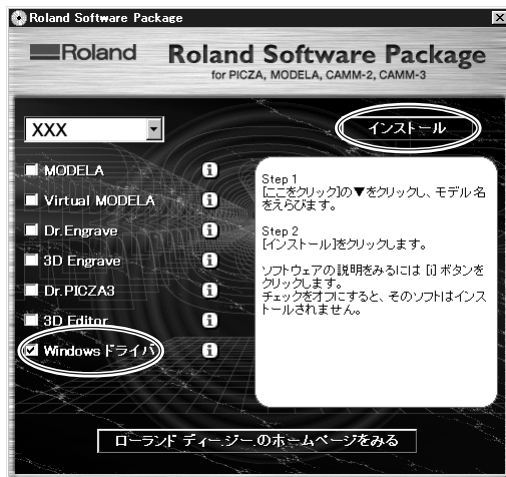 Roland Software Package
Roland
Roland Software Package
for PICZA, MODELA, CAMM-2, CAMM-3
XXX
インストール
MODELA
Virtual MODELA
Dr.Engrave
3D Engrave
Dr.PICZA3
3D Editor
Windows ドライバ
Step 1
[ここをクリック]の▼をクリックし、モデル名
をえらびます。
Step 2
[インストール]をクリックします。
ソフトウェアの説明をみるには [i] ボタンを
クリックします。
チェックをオフにすると、そのソフトはインス
トールされません。
ローランド ディー.ジー.のホームページをみる